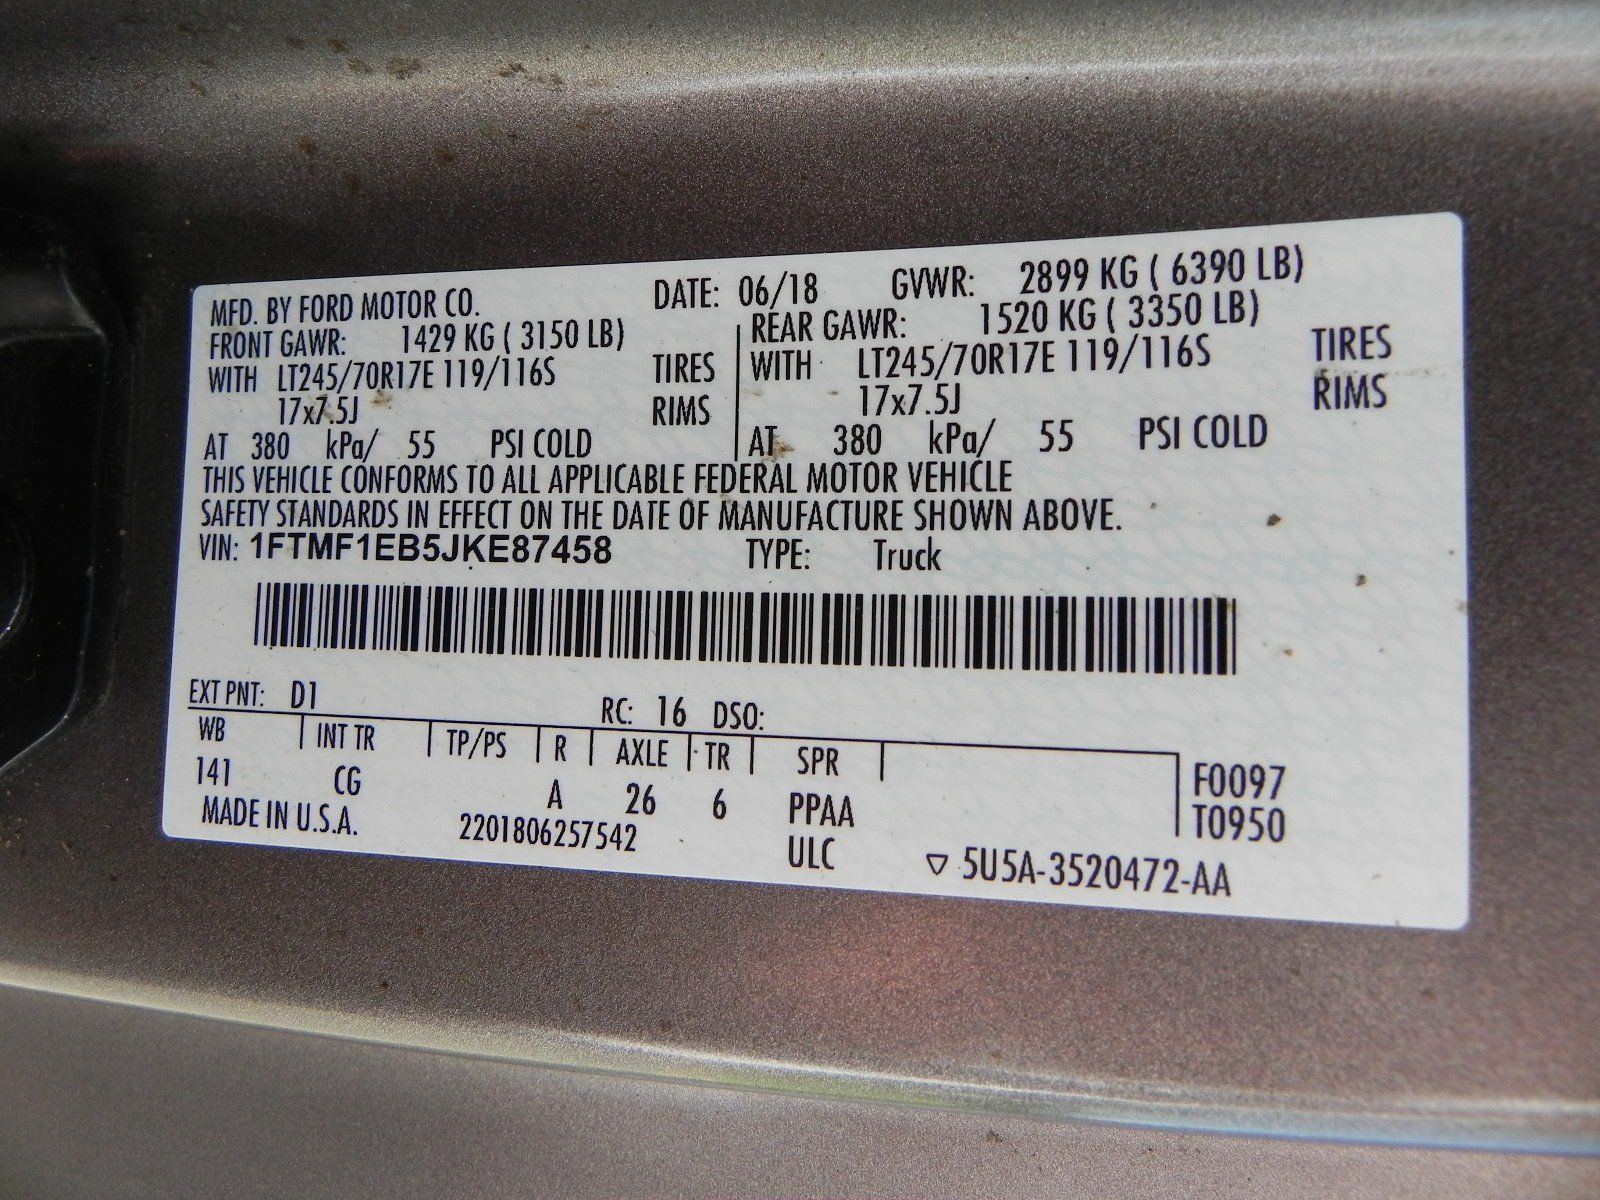 MFD. BY FORD MOTOR CO. DATE: 06/18 GVWR: 2899 KG ( 6390 LB)
FRONT GAWR: 1429 KG ( 3150 LB) REAR GAWR: 1520 KG ( 3350 LB)
WITH LT245/70R17E 119/116S TIRES WITH LT245/70R17E 119/116S TIRES
17x7.5J RIMS 17x7.5J RIMS
AT 380 kPa/ 55 PSI COLD AT 380 kPa/ 55 PSI COLD
THIS VEHICLE CONFORMS TO ALL APPLICABLE FEDERAL MOTOR VEHICLE
SAFETY STANDARDS IN EFFECT ON THE DATE OF MANUFACTURE SHOWN ABOVE.
VIN: 1FTMF1EB5JKE87458 TYPE: Truck
EXT PNT: D1 RC: 16 DSO:
WB INT TR TP/PS R AXLE TR SPR
141 CG A 26 6 PPAA F0097
MADE IN U.S.A. 2201806257542 ULC T0950
▽ 5U5A-3520472-AA